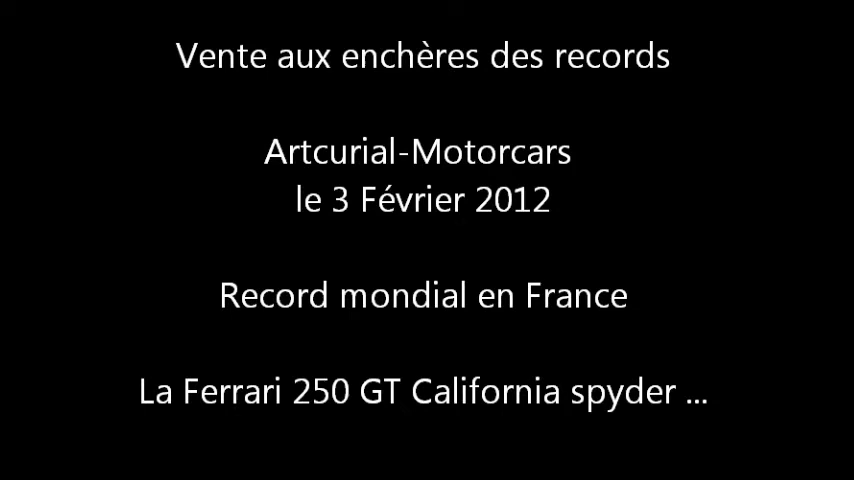 Vente aux enchères des records
Artcurial-Motorcars
le 3 Février 2012
Record mondial en France
La Ferrari 250 GT California spyder ...